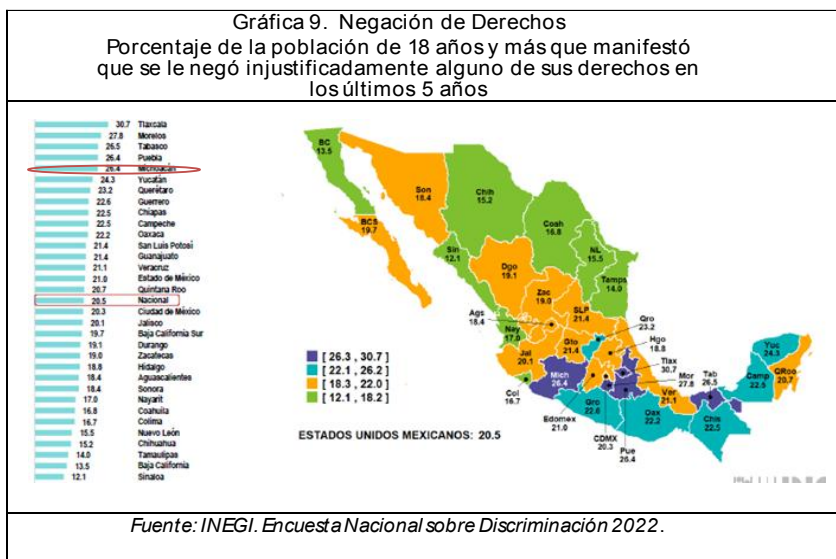 Gráfica 9. Negación de Derechos
Porcentaje de la población de 18 años y más que manifestó
que se le negó injustificadamente alguno de sus derechos en
los últimos 5 años
30.7 Tlaxcala
27.8 Morelos
26.5 Tabasco
26.4 Puebla
26.4 Michoacán
24.3 Yucatán
23.2 Querétaro
22.6 Guerrero
22.5 Chiapas
22.5 Campeche
22.2 Oaxaca
21.4 San Luis Potosí
21.4 Guanajuato
21.1 Veracruz
21.0 Estado de México
20.7 Quintana Roo
20.5 Nacional
20.3 Ciudad de México
20.1 Jalisco
19.7 Baja California Sur
19.1 Durango
19.0 Zacatecas
18.8 Hidalgo
18.4 Aguascalientes
18.4 Sonora
17.0 Nayarit
16.8 Coahuila
16.7 Colima
15.5 Nuevo León
15.2 Chihuahua
14.0 Tamaulipas
13.5 Baja California
12.1 Sinaloa
BC
13.5
Son
18.4
Chih
15.2
BCS
19.7
Coah
16.8
Sin
12.1
NL
15.5
Dgo
19.1
Tamps
14.0
Zac
19.0
Ags
18.4
SLP
21.4
Qro
23.2
Nay
17.0
Hgo
18.8
Jal
20.1
Gto
21.4
Tlax
30.7
Yuc
24.3
Mich
26.4
Mor
27.8
Tab
26.5
Camp
22.5
QRoo
20.7
Col
16.7
Ver
21.1
Gro
22.6
Oax
22.2
Chis
22.5
Edomex
21.0
CDMX
20.3
Pue
26.4
[ 26.3 , 30.7 ]
[ 22.1 , 26.2 ]
[ 18.3 , 22.0 ]
[ 12.1 , 18.2 ]
ESTADOS UNIDOS MEXICANOS: 20.5
Fuente: INEGI. Encuesta Nacional sobre Discriminación 2022.